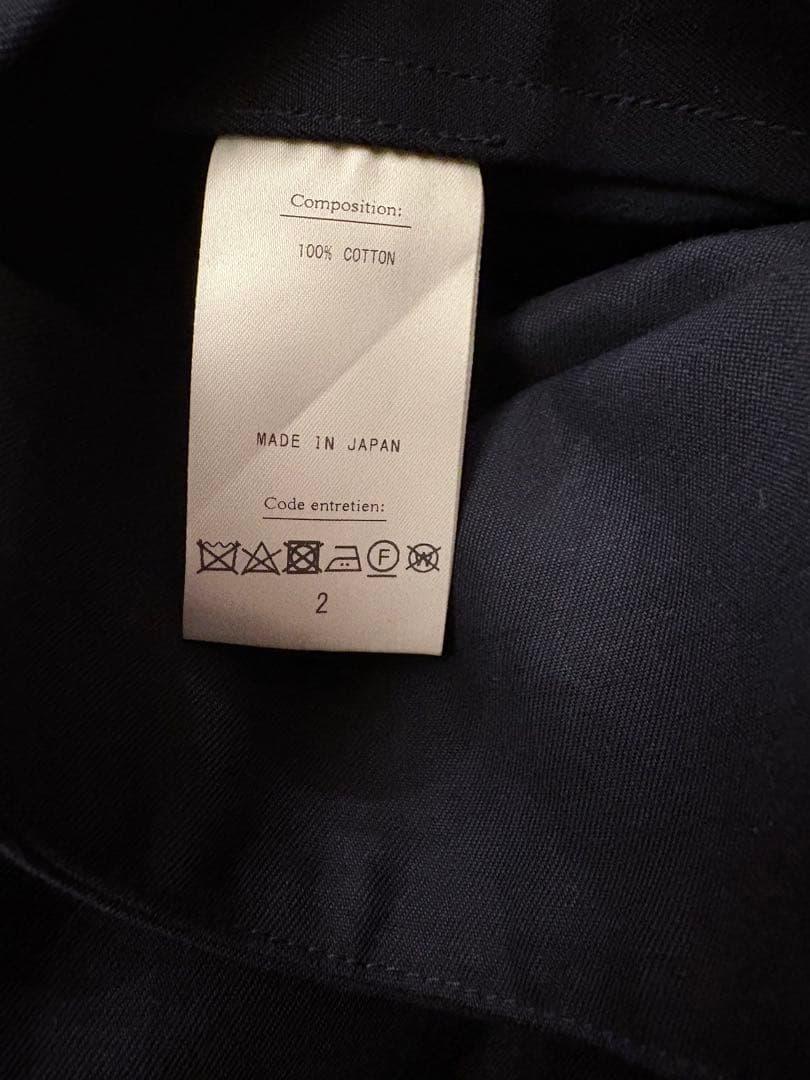 Composition:
100% COTTON
MADE IN JAPAN
Code entretien:
F W
2